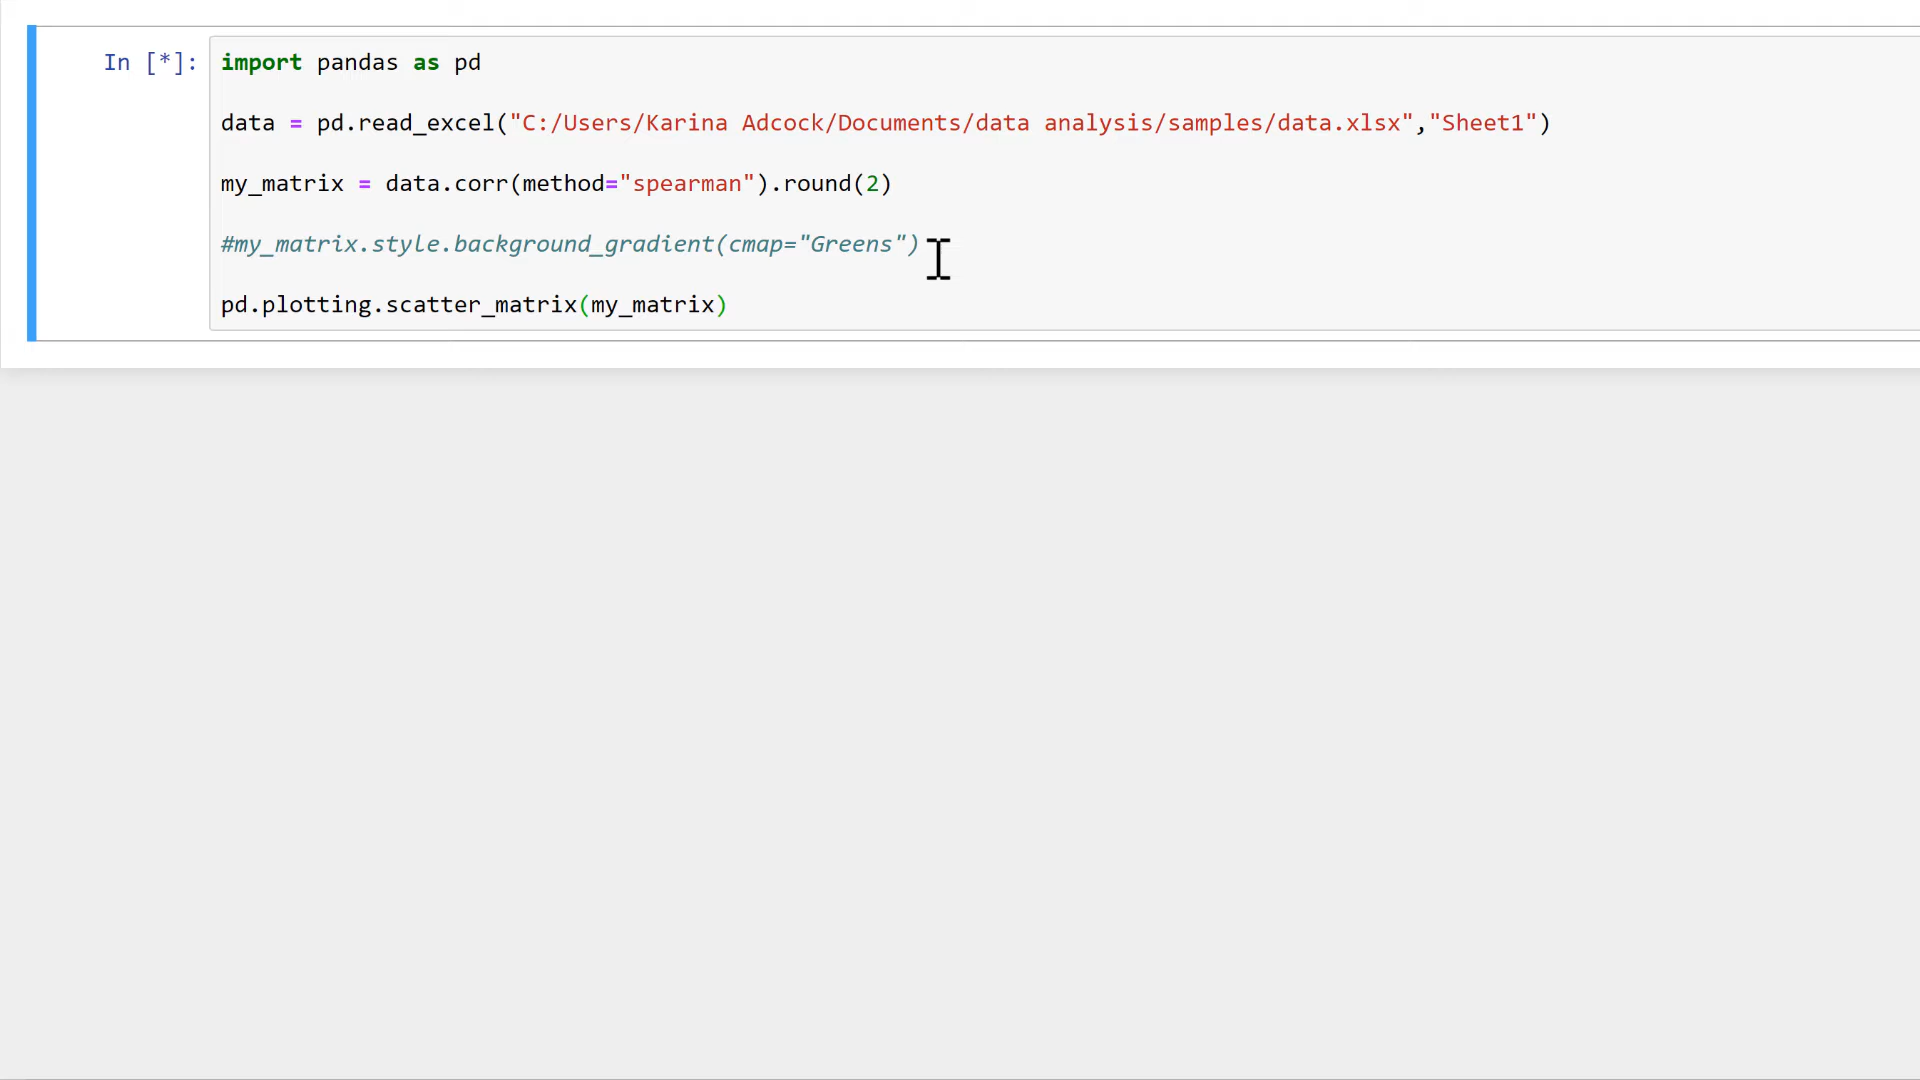 In [*]: import pandas as pd
data = pd.read_excel("C:/Users/Karina Adcock/Documents/data analysis/samples/data.xlsx","Sheet1")
my_matrix = data.corr(method="spearman").round(2)
#my_matrix.style.background_gradient(cmap="Greens")
pd.plotting.scatter_matrix(my_matrix)